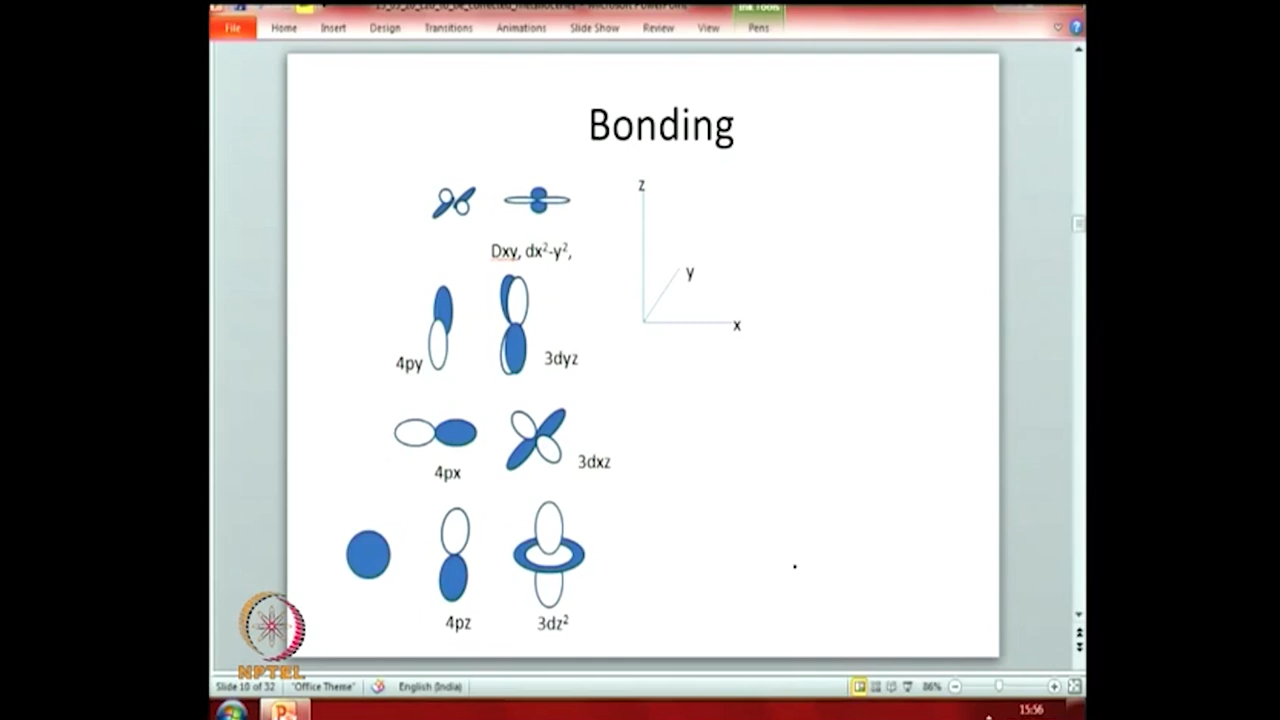 Ink Tools
File Home Insert Design Transitions Animations Slide Show Review View Pens
Bonding
z
Dxy, dx²-y²,
y
x
4py
3dyz
4px
3dxz
4pz
3dz²
NPTEL
Slide 10 of 32 "Office Theme" English (India) 86%
15:56